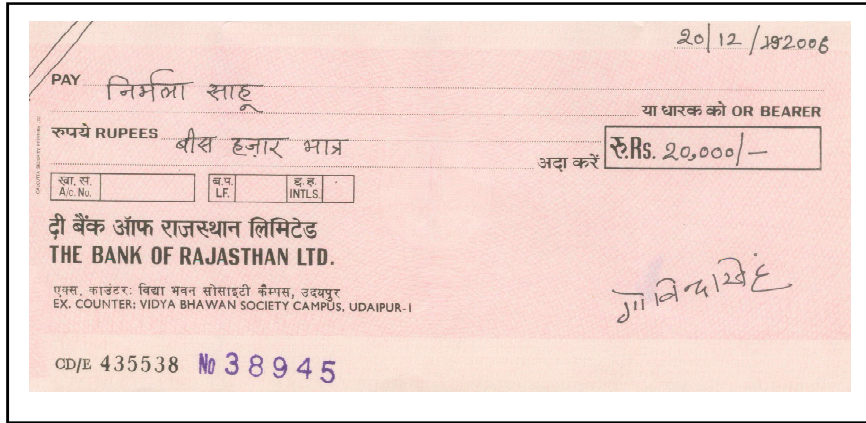 20/12/192006
PAY निर्मला साहू
या धारक को OR BEARER
रुपये RUPEES बीस हज़ार मात्र
अदा करें रु.Rs. 20,000/-
खा. सं. ब.प. ह.ह.
A/c. No. LF. INTLS.
दी बैंक ऑफ राजस्थान लिमिटेड
THE BANK OF RAJASTHAN LTD.
एक्स. काउंटर: विद्या भवन सोसाइटी कैम्पस, उदयपुर
EX. COUNTER: VIDYA BHAWAN SOCIETY CAMPUS, UDAIPUR-1
CD/E 435538 No 38945